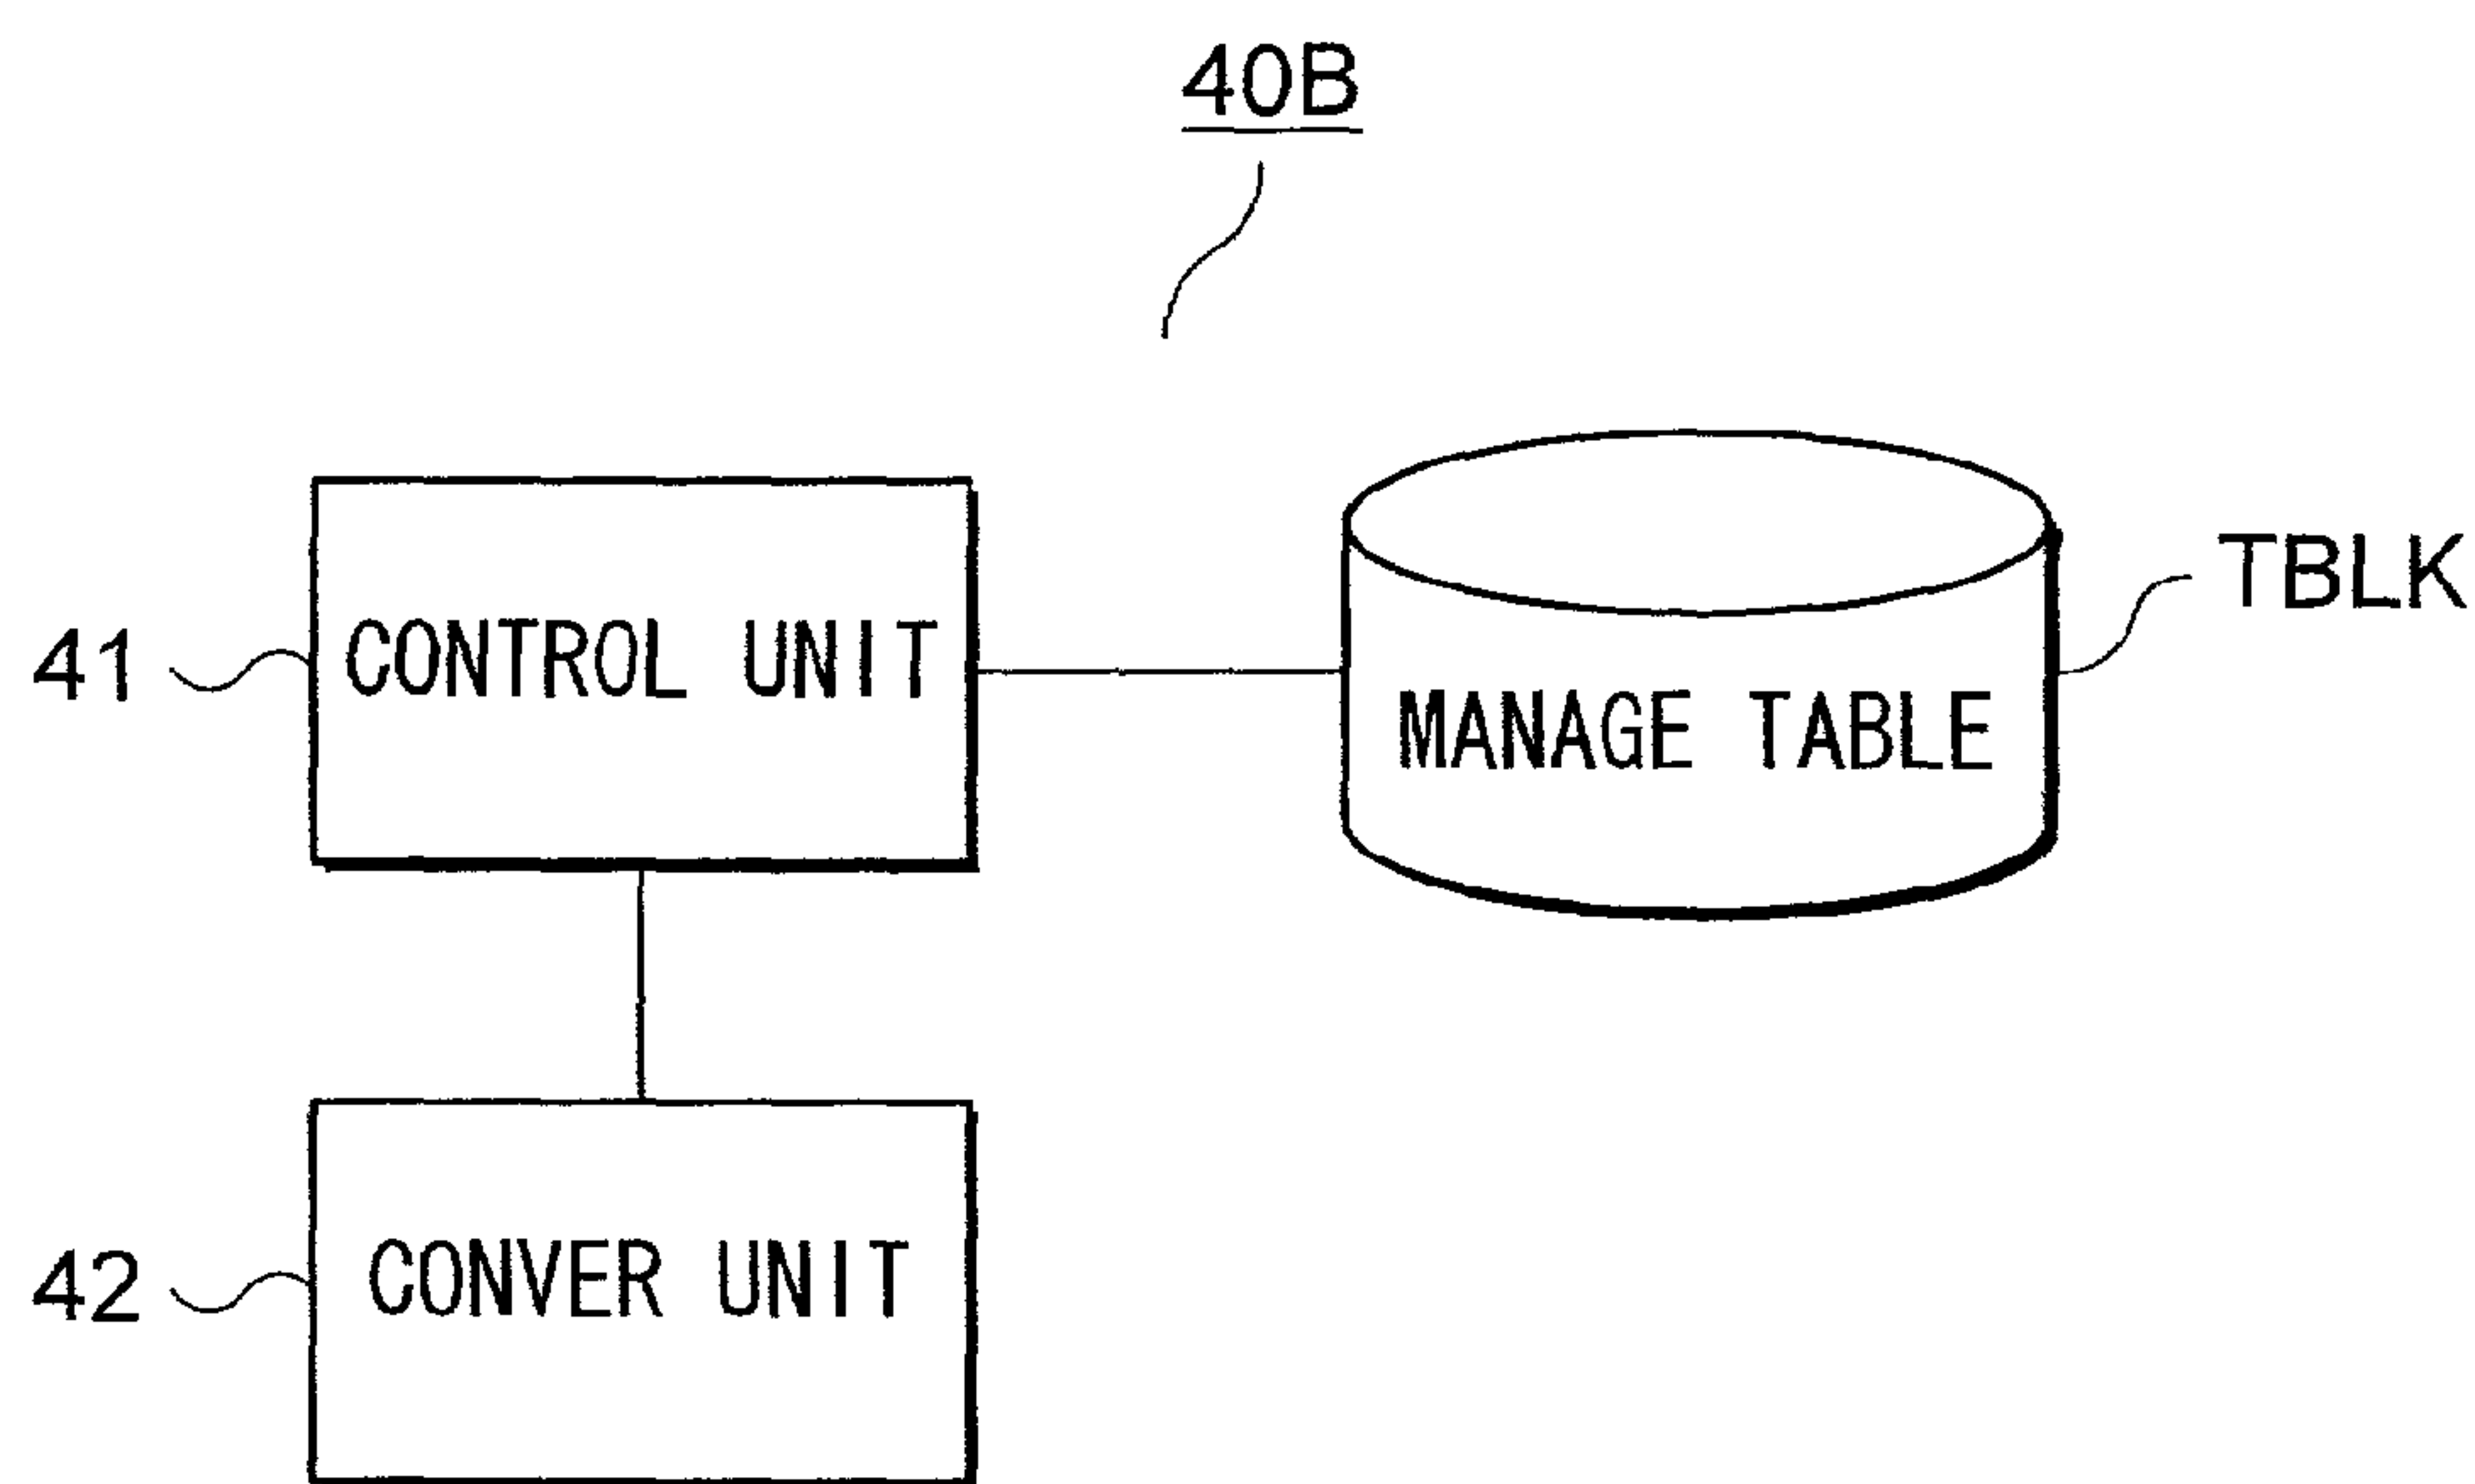 40B
TBLK
41
CONTROL UNIT
MANAGE TABLE
42
CONVER UNIT